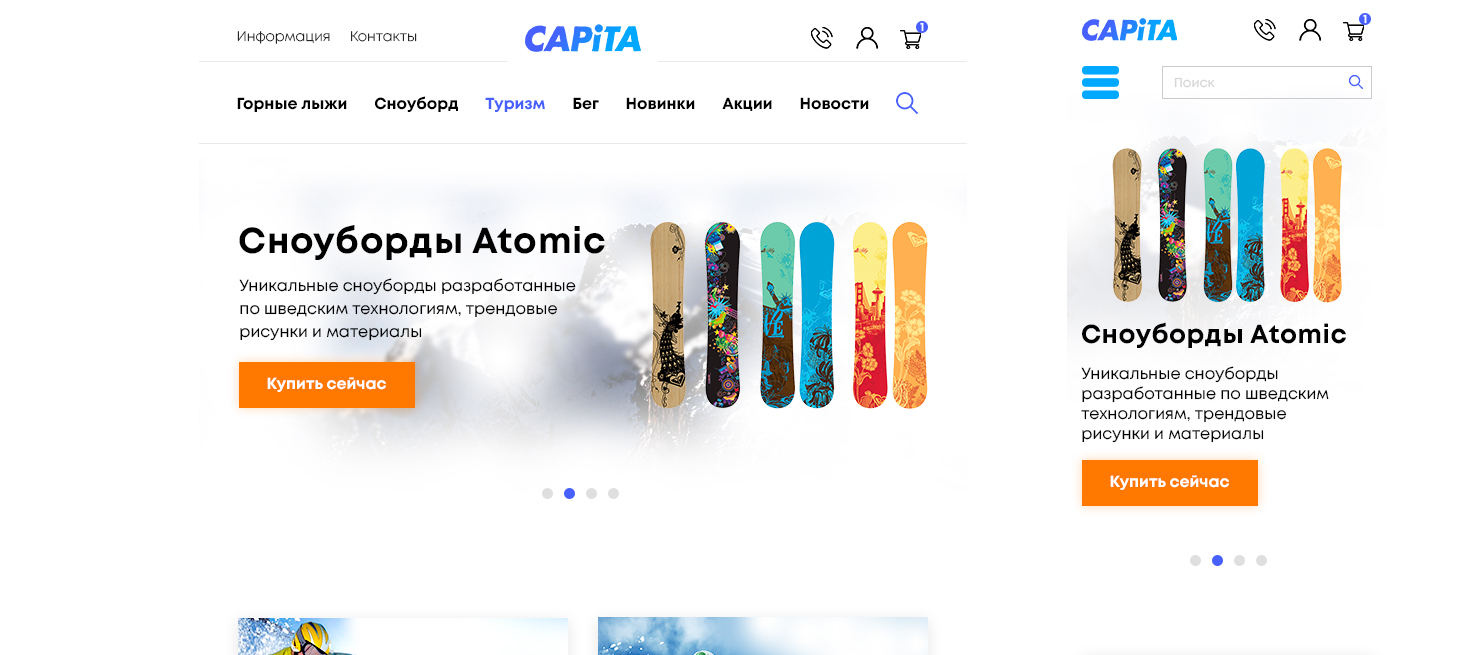 Информация Контакты
CAPiTA
1
Горные лыжи Сноуборд Туризм Бег Новинки Акции Новости
Сноуборды Atomic
Уникальные сноуборды разработанные
по шведским технологиям, трендовые
рисунки и материалы
Купить сейчас
CAPiTA
1
Поиск
Сноуборды Atomic
Уникальные сноуборды
разработанные по шведским
технологиям, трендовые
рисунки и материалы
Купить сейчас